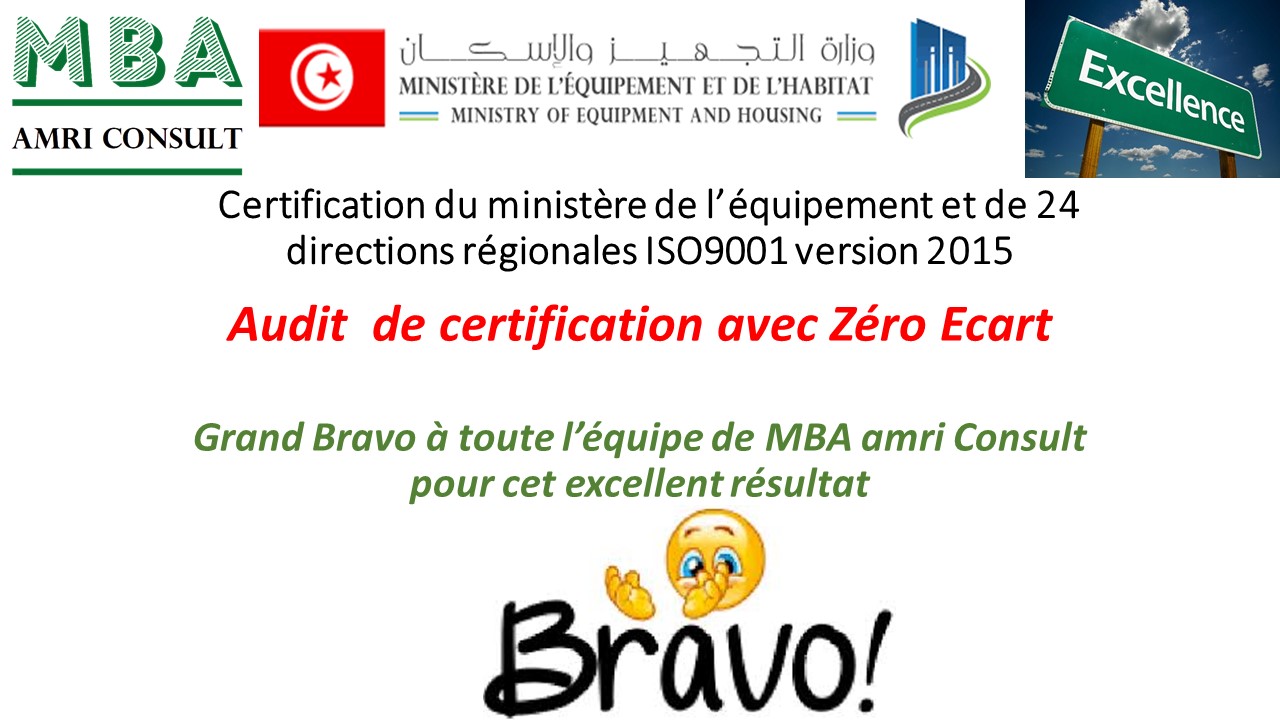 MBA
AMRI CONSULT
وزارة التجهيز والإسكان
MINISTÈRE DE L'ÉQUIPEMENT ET DE L'HABITAT
MINISTRY OF EQUIPMENT AND HOUSING
Excellence
Certification du ministère de l’équipement et de 24
directions régionales ISO9001 version 2015
Audit de certification avec Zéro Ecart
Grand Bravo à toute l’équipe de MBA amri Consult
pour cet excellent résultat
Bravo!